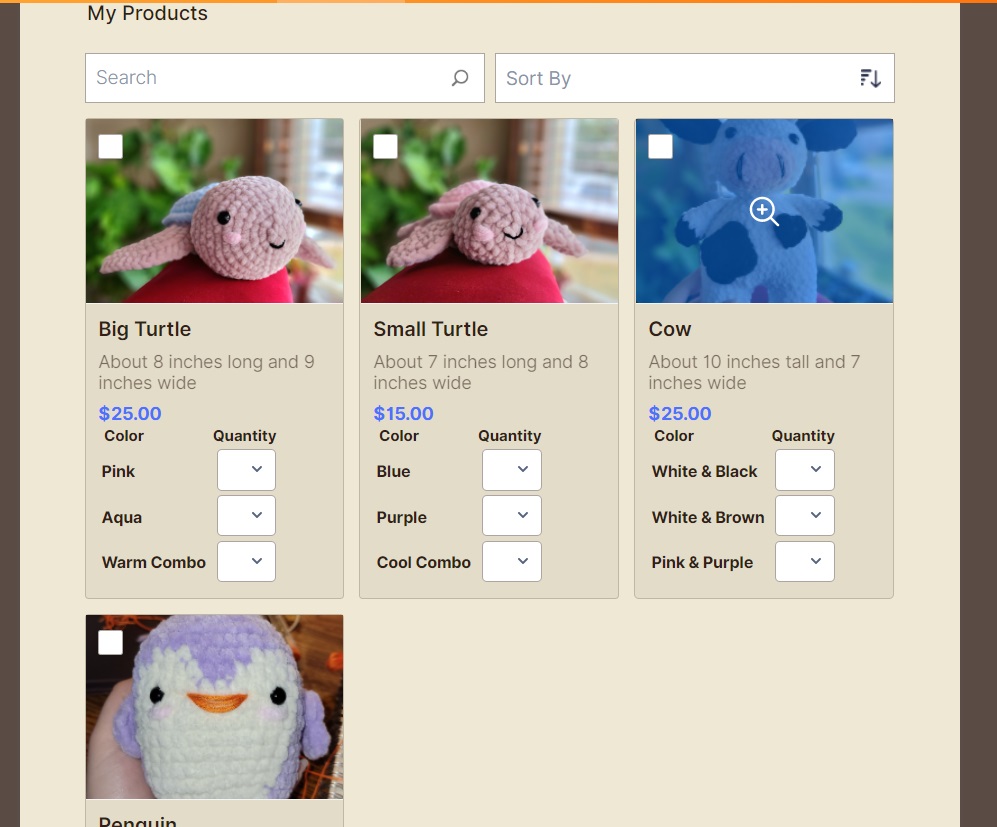 My Products
Search
Sort By
Big Turtle
About 8 inches long and 9
inches wide
$25.00
Color Quantity
Pink
Aqua
Warm Combo
Small Turtle
About 7 inches long and 8
inches wide
$15.00
Color Quantity
Blue
Purple
Cool Combo
Cow
About 10 inches tall and 7
inches wide
$25.00
Color Quantity
White & Black
White & Brown
Pink & Purple
Penguin